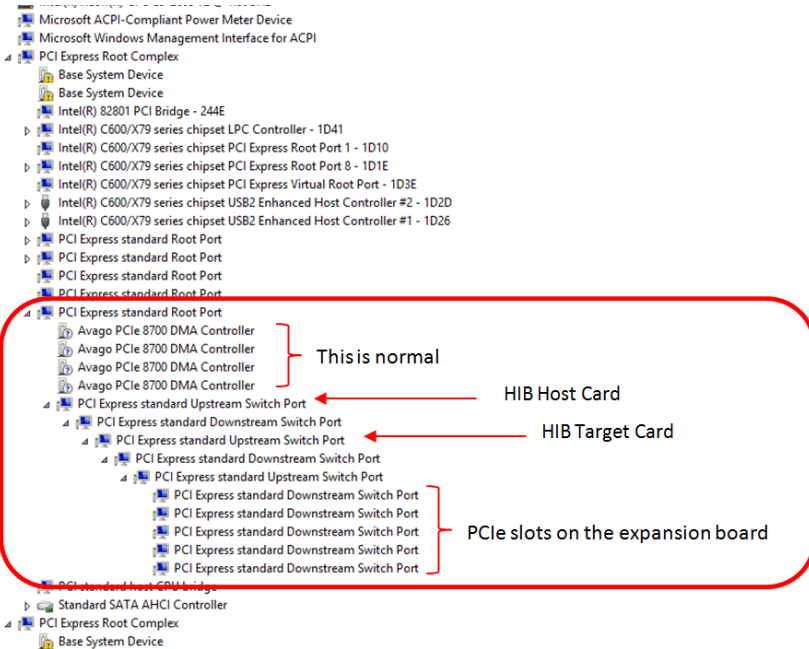 Microsoft ACPI-Compliant Power Meter Device
Microsoft Windows Management Interface for ACPI
PCI Express Root Complex
Base System Device
Base System Device
Intel(R) 82801 PCI Bridge - 244E
Intel(R) C600/X79 series chipset LPC Controller - 1D41
Intel(R) C600/X79 series chipset PCI Express Root Port 1 - 1D10
Intel(R) C600/X79 series chipset PCI Express Root Port 8 - 1D1E
Intel(R) C600/X79 series chipset PCI Express Virtual Root Port - 1D3E
Intel(R) C600/X79 series chipset USB2 Enhanced Host Controller #2 - 1D2D
Intel(R) C600/X79 series chipset USB2 Enhanced Host Controller #1 - 1D26
PCI Express standard Root Port
PCI Express standard Root Port
PCI Express standard Root Port
PCI Express standard Root Port
PCI Express standard Root Port
Avago PCIe 8700 DMA Controller
Avago PCIe 8700 DMA Controller
Avago PCIe 8700 DMA Controller
Avago PCIe 8700 DMA Controller
This is normal
PCI Express standard Upstream Switch Port
HIB Host Card
PCI Express standard Downstream Switch Port
PCI Express standard Upstream Switch Port
HIB Target Card
PCI Express standard Downstream Switch Port
PCI Express standard Upstream Switch Port
PCI Express standard Downstream Switch Port
PCI Express standard Downstream Switch Port
PCI Express standard Downstream Switch Port
PCI Express standard Downstream Switch Port
PCI Express standard Downstream Switch Port
PCIe slots on the expansion board
PCI standard host CPU bridge
Standard SATA AHCI Controller
PCI Express Root Complex
Base System Device